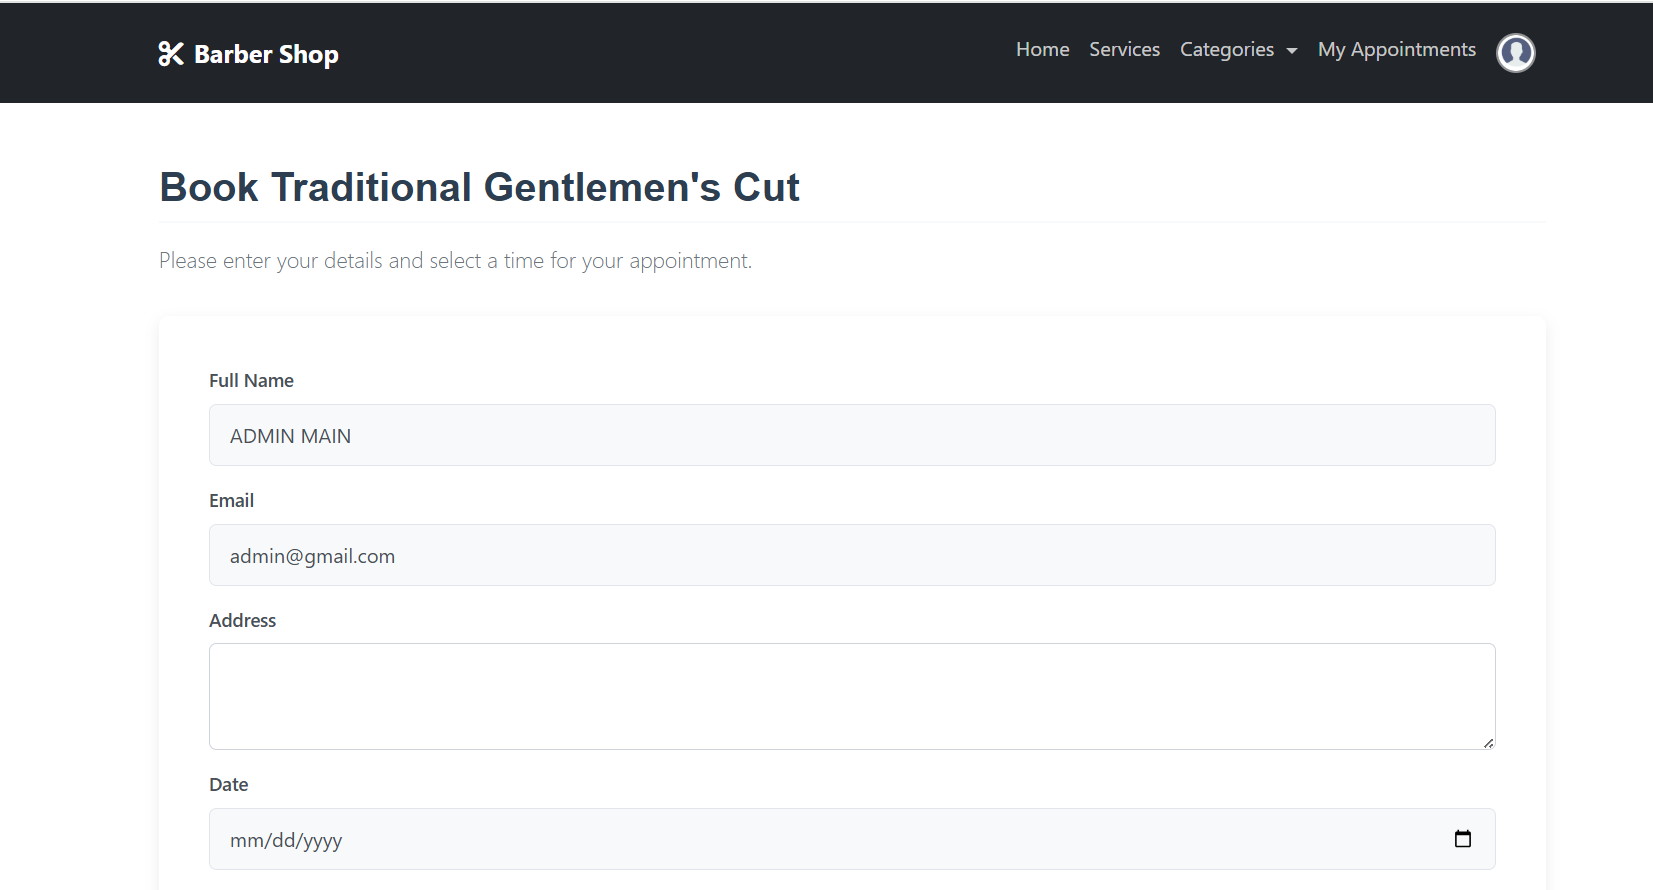 Barber Shop
Home Services Categories My Appointments
Book Traditional Gentlemen's Cut
Please enter your details and select a time for your appointment.
Full Name
ADMIN MAIN
Email
admin@gmail.com
Address
Date
mm/dd/yyyy